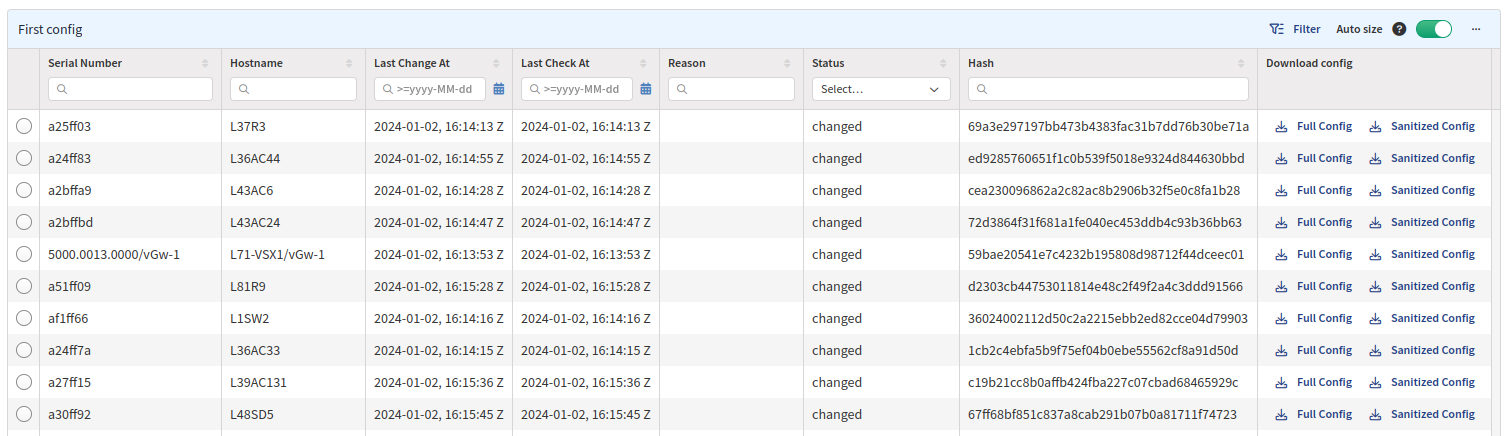 First config Filter Auto size ? ...
Serial Number Hostname Last Change At Last Check At Reason Status Hash Download config
>=yyyy-MM-dd >=yyyy-MM-dd Select...
a25ff03 L37R3 2024-01-02, 16:14:13 Z 2024-01-02, 16:14:13 Z changed 69a3e297197bb473b4383fac31b7dd76b30be71a Full Config Sanitized Config
a24ff83 L36AC44 2024-01-02, 16:14:55 Z 2024-01-02, 16:14:55 Z changed ed9285760651f1c0b539f5018e9324d844630bbd Full Config Sanitized Config
a2bffa9 L43AC6 2024-01-02, 16:14:28 Z 2024-01-02, 16:14:28 Z changed cea230096862a2c82ac8b2906b32f5e0c8fa1b28 Full Config Sanitized Config
a2bffbd L43AC24 2024-01-02, 16:14:47 Z 2024-01-02, 16:14:47 Z changed 72d3864f31f681a1fe040ec453ddb4c93b36bb63 Full Config Sanitized Config
5000.0013.0000/vGw-1 L71-VSX1/vGw-1 2024-01-02, 16:13:53 Z 2024-01-02, 16:13:53 Z changed 59bae20541e7c4232b195808d98712f44dceec01 Full Config Sanitized Config
a51ff09 L81R9 2024-01-02, 16:15:28 Z 2024-01-02, 16:15:28 Z changed d2303cb44753011814e48c2f49f2a4c3ddd91566 Full Config Sanitized Config
af1ff66 L1SW2 2024-01-02, 16:14:16 Z 2024-01-02, 16:14:16 Z changed 36024002112d50c2a2215ebb2ed82cce04d79903 Full Config Sanitized Config
a24ff7a L36AC33 2024-01-02, 16:14:15 Z 2024-01-02, 16:14:15 Z changed 1cb2c4ebfa5b9f75ef04b0ebe55562cf8a91d50d Full Config Sanitized Config
a27ff15 L39AC131 2024-01-02, 16:15:36 Z 2024-01-02, 16:15:36 Z changed c19b21cc8b0affb424fba227c07cbad68465929c Full Config Sanitized Config
a30ff92 L48SD5 2024-01-02, 16:15:45 Z 2024-01-02, 16:15:45 Z changed 67ff68bf851c837a8cab291b07b0a81711f74723 Full Config Sanitized Config